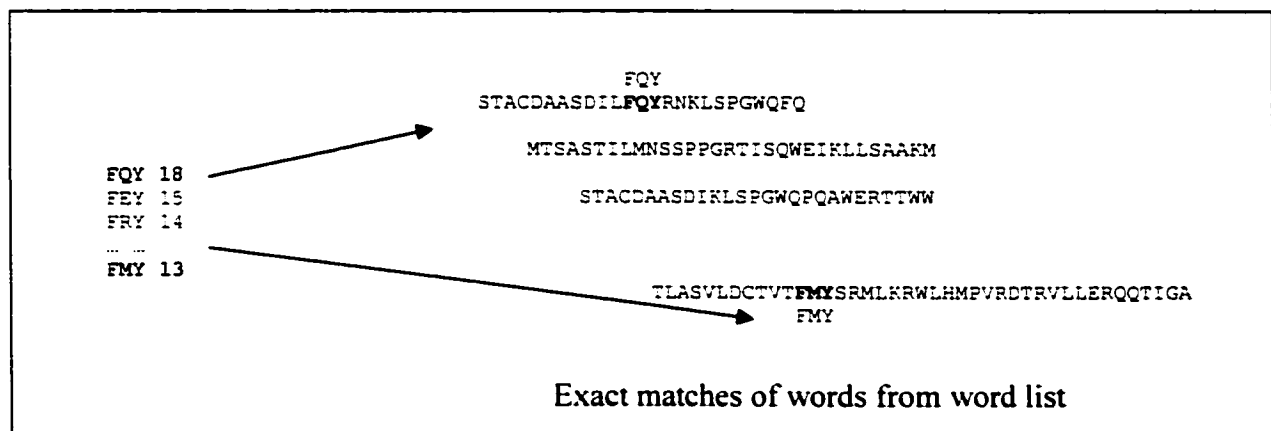 FQY
STACDAASDILFQYRNKLSPGWQFQ
MTSASTILMNSSPPGRTISQWEIKLLSAAKM
STACDAASDIKLSPGWQPQAWERTTWW
FQY 18
FEY 15
FRY 14
... ...
FMY 13
TLASVLDCTVTFMYSRMLKRWLHMPVRDTRVLLERQQTIGA
FMY
Exact matches of words from word list